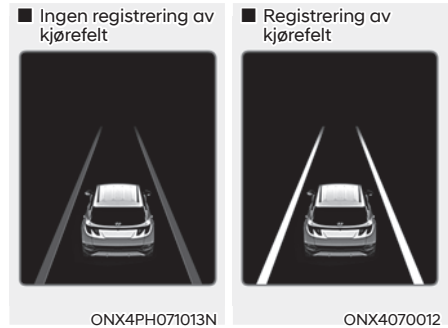 ■ Ingen registrering av
kjørefelt
ONX4PH071013N
■ Registrering av
kjørefelt
ONX4070012